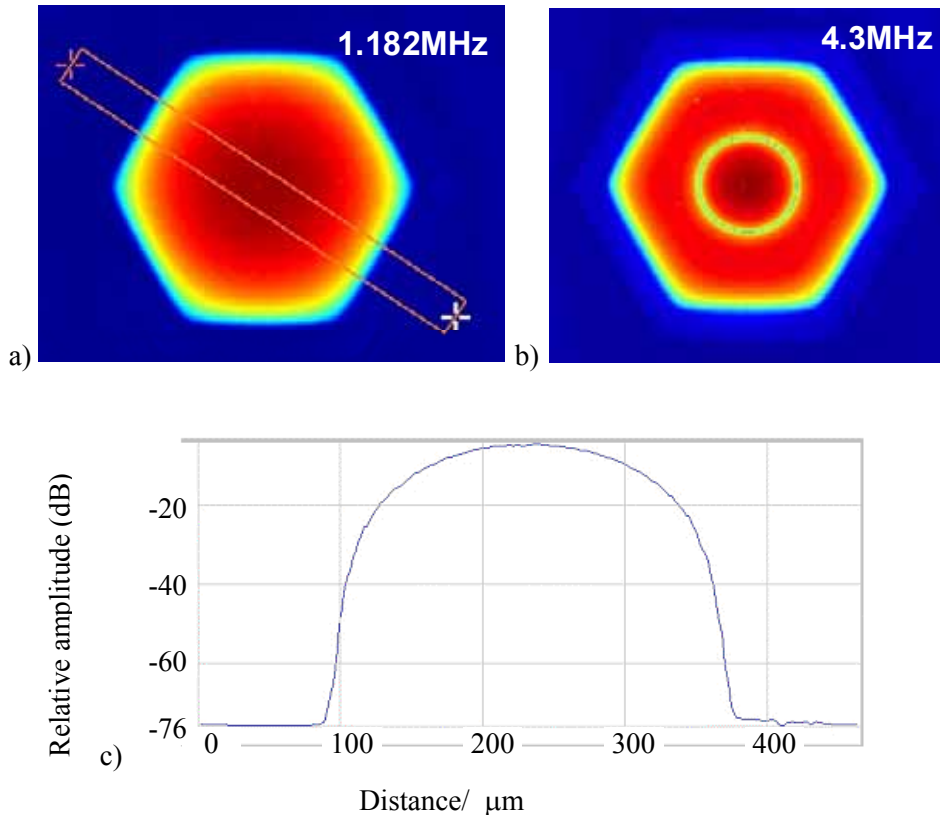 1.182MHz
4.3MHz
a)
b)
Relative amplitude (dB)
-20
-40
-60
-76
c)
0 100 200 300 400
Distance/ μm